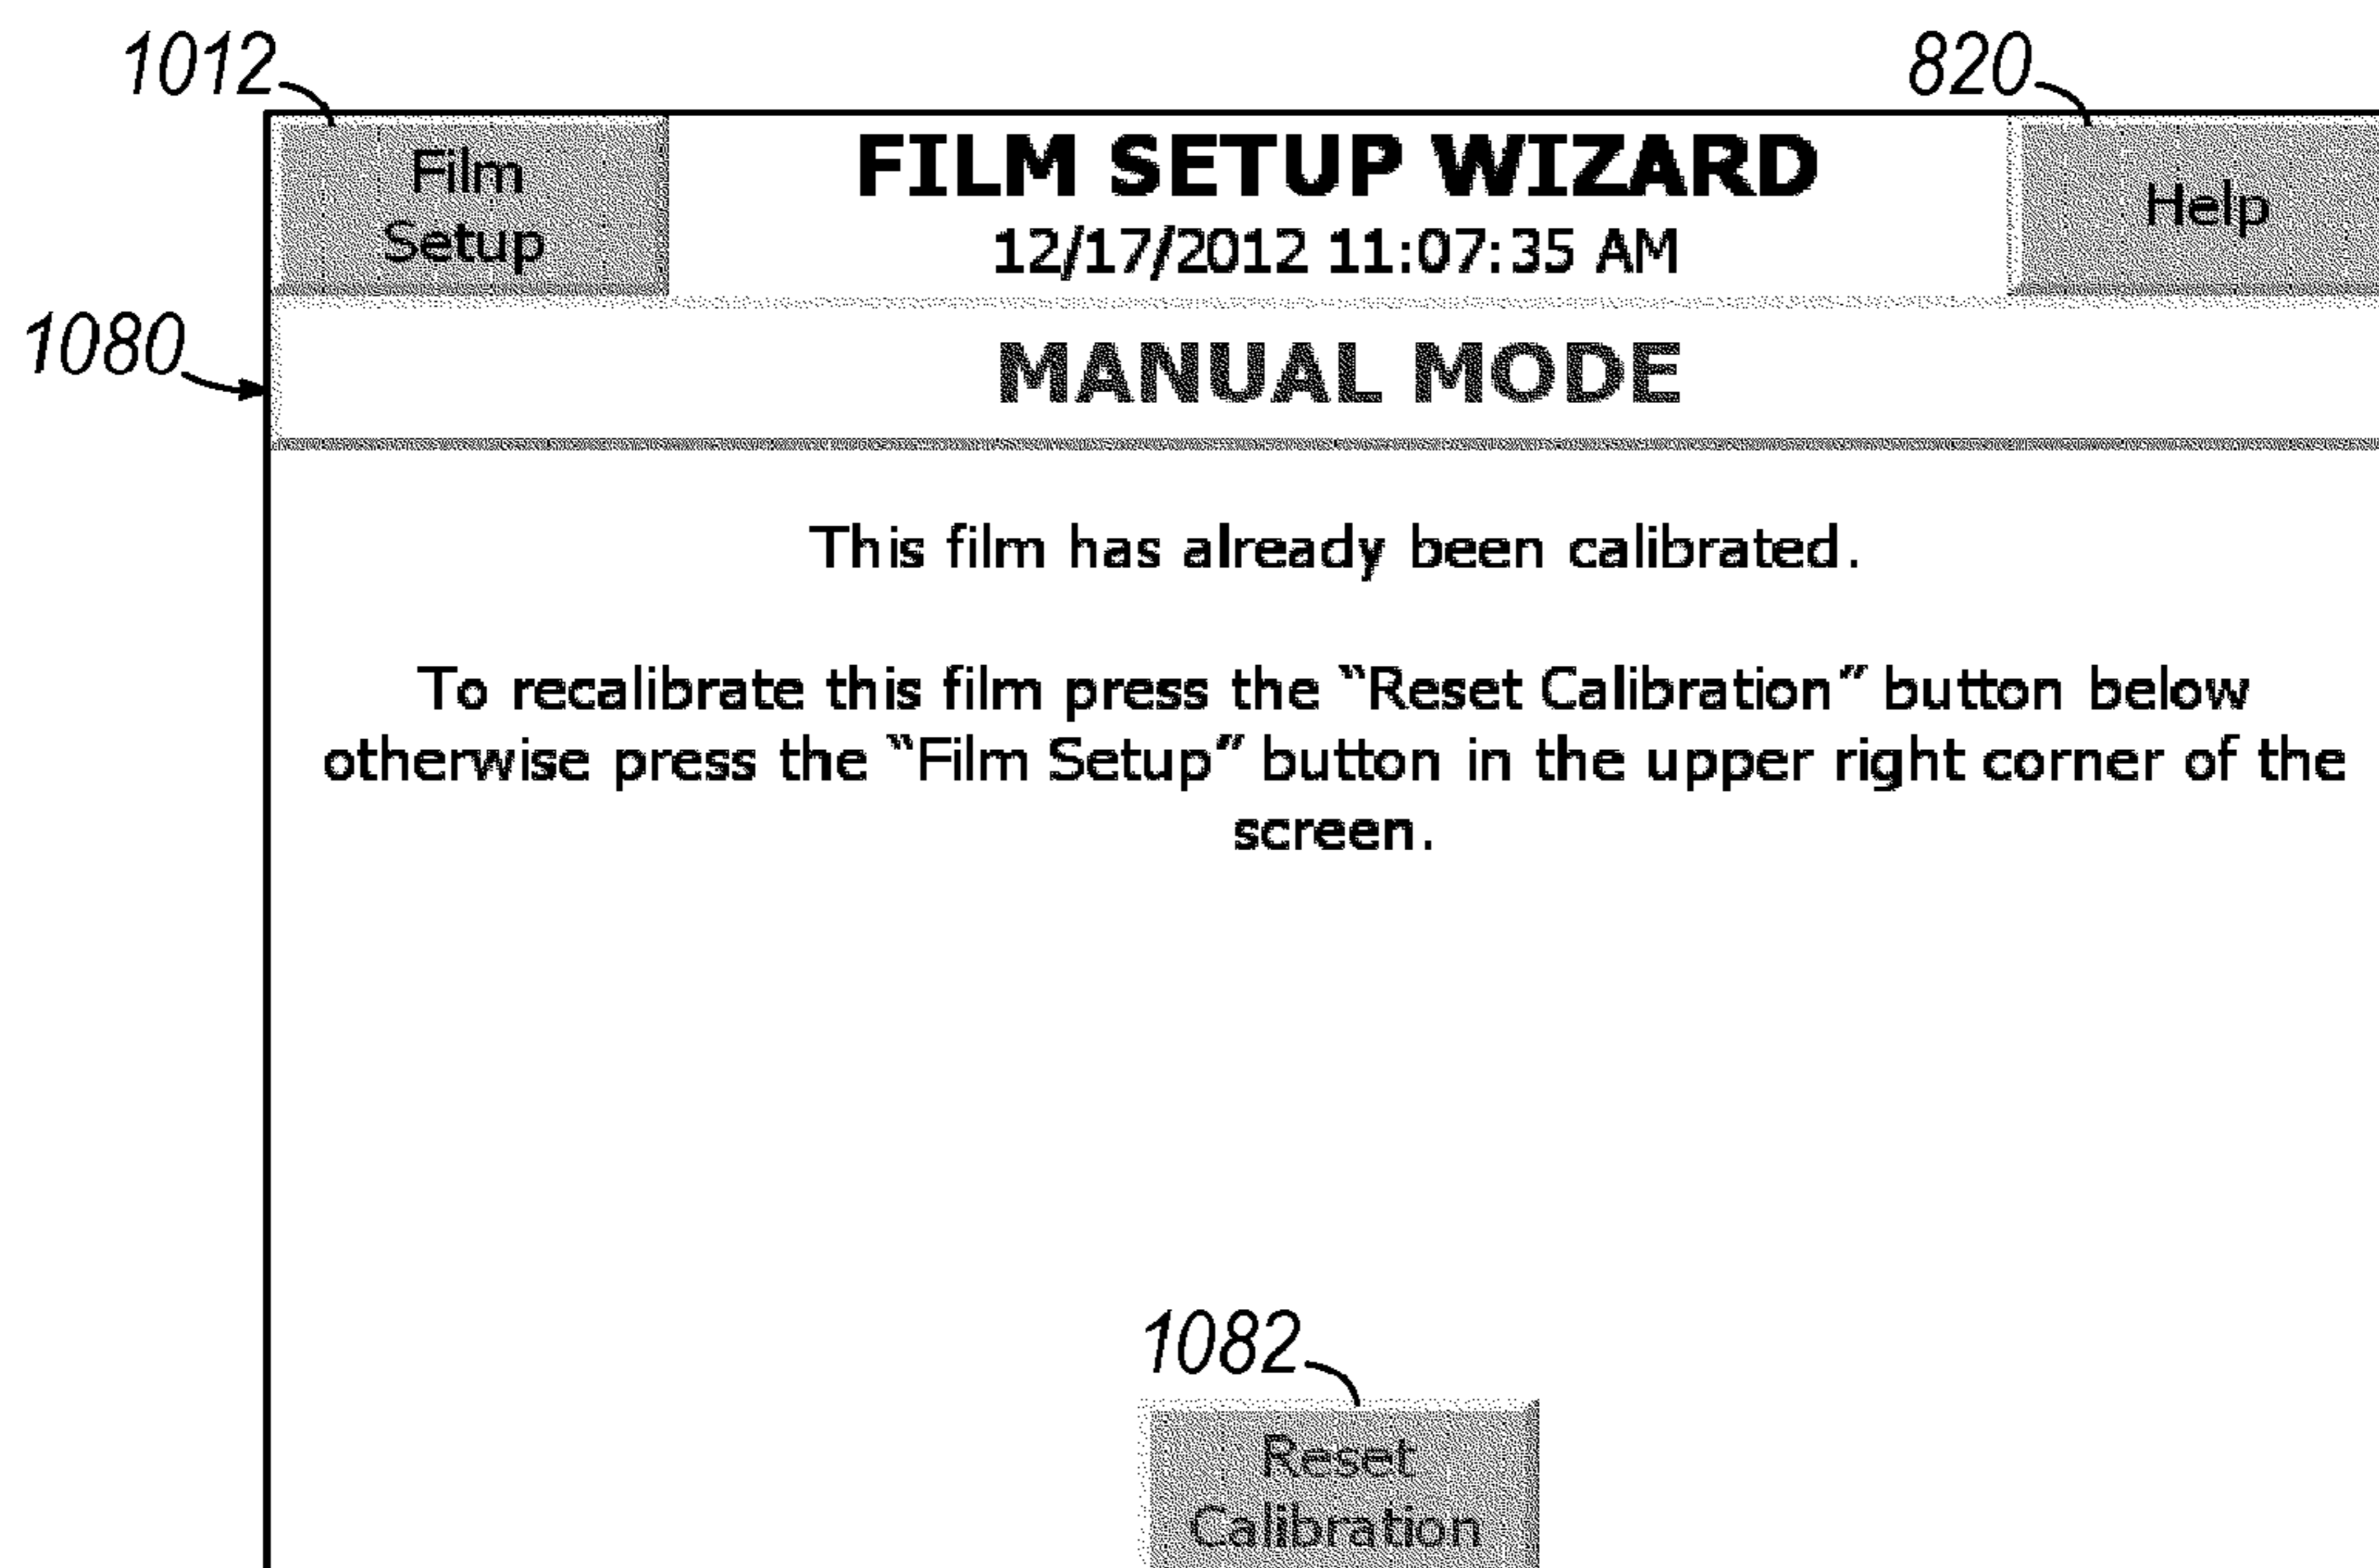 1012
820
Film
Setup
FILM SETUP WIZARD
12/17/2012 11:07:35 AM
Help
1080
MANUAL MODE
This film has already been calibrated.
To recalibrate this film press the “Reset Calibration” button below
otherwise press the “Film Setup” button in the upper right corner of the
screen.
1082
Reset
Calibration